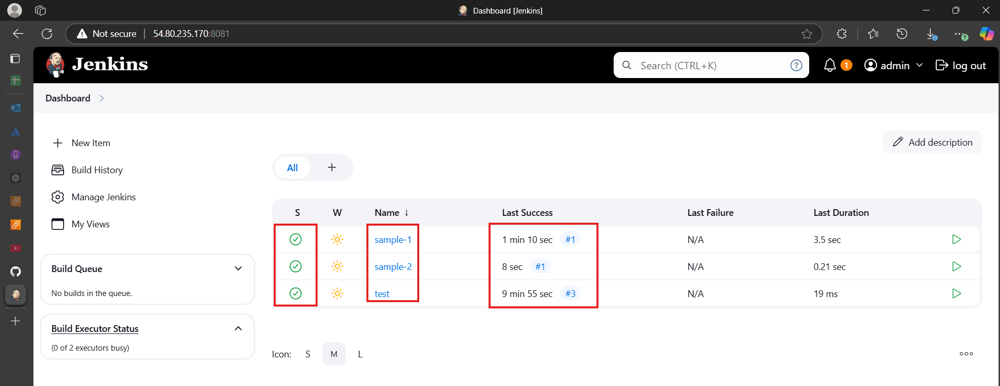 Dashboard [Jenkins]
Not secure 54.80.235.170:8081
Jenkins
Search (CTRL+K)
1
admin
log out
Dashboard
New Item
Build History
Manage Jenkins
My Views
Build Queue
No builds in the queue.
Build Executor Status
(0 of 2 executors busy)
Add description
All +
S W Name ↓ Last Success Last Failure Last Duration
sample-1 1 min 10 sec #1 N/A 3.5 sec
sample-2 8 sec #1 N/A 0.21 sec
test 9 min 55 sec #3 N/A 19 ms
Icon: S M L